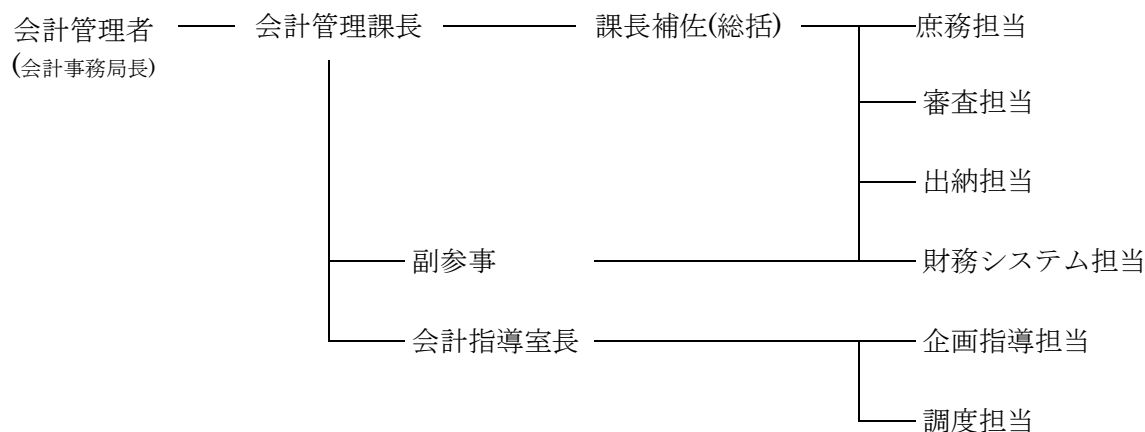 会計管理者 会計管理課長 課長補佐(総括) 庶務担当
(会計事務局長)
審査担当
出納担当
副参事 財務システム担当
会計指導室長 企画指導担当
調度担当